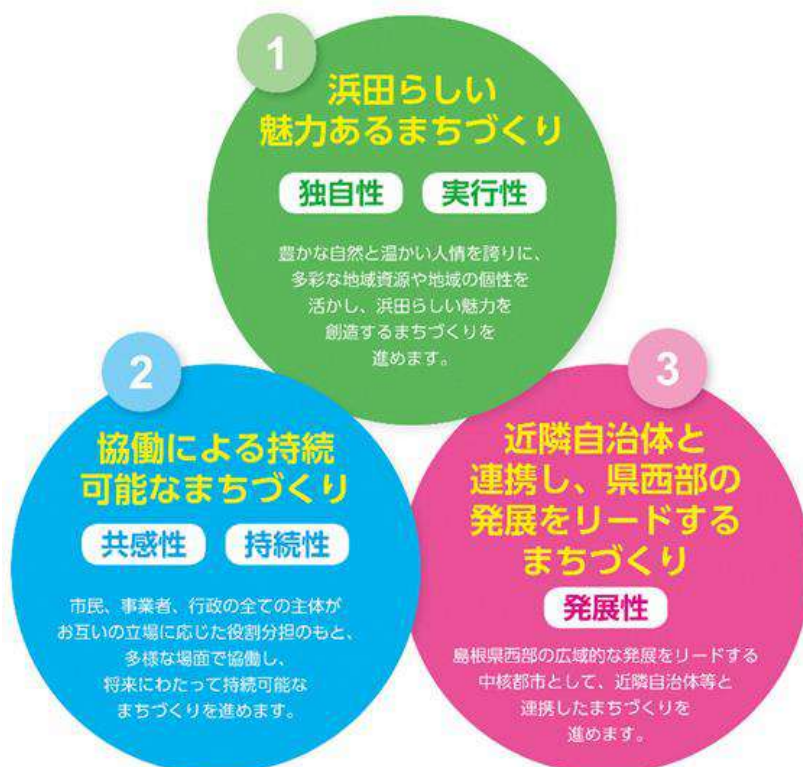 1
浜田らしい
魅力あるまちづくり
独自性 実行性
豊かな自然と温かい人情を誇りに、
多彩な地域資源や地域の個性を
活かし、浜田らしい魅力を
創造するまちづくりを
進めます。
2
協働による持続
可能なまちづくり
共感性 持続性
市民、事業者、行政の全ての主体が
お互いの立場に応じた役割分担のもと、
多様な場面で協働し、
将来にわたって持続可能な
まちづくりを進めます。
3
近隣自治体と
連携し、県西部の
発展をリードする
まちづくり
発展性
島根県西部の広域的な発展をリードする
中核都市として、近隣自治体等と
連携したまちづくりを
進めます。